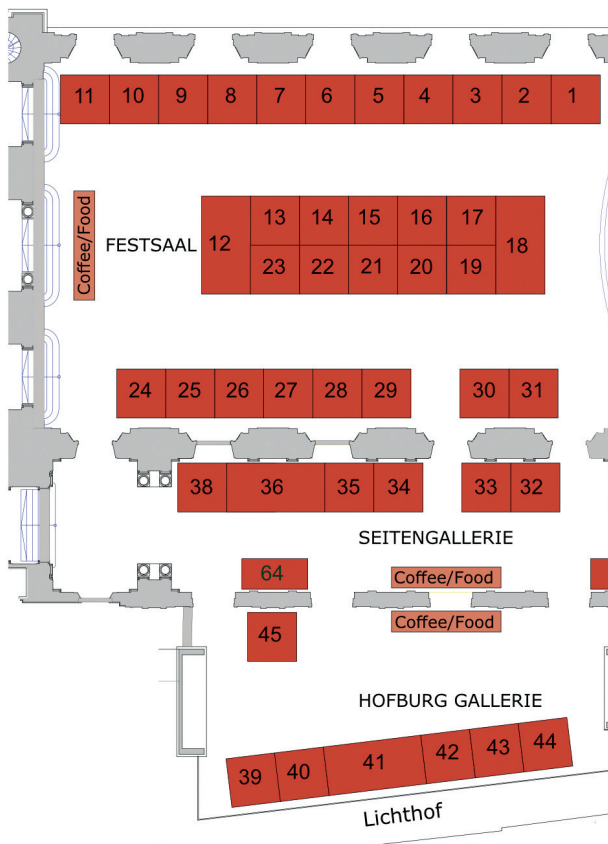 11 10 9 8 7 6 5 4 3 2 1
Coffee/Food
FESTSAAL
12 13 14 15 16 17 18
23 22 21 20 19
24 25 26 27 28 29 30 31
38 36 35 34 33 32
SEITENGALLERIE
64
Coffee/Food
Coffee/Food
45
HOFBURG GALLERIE
39 40 41 42 43 44
Lichthof